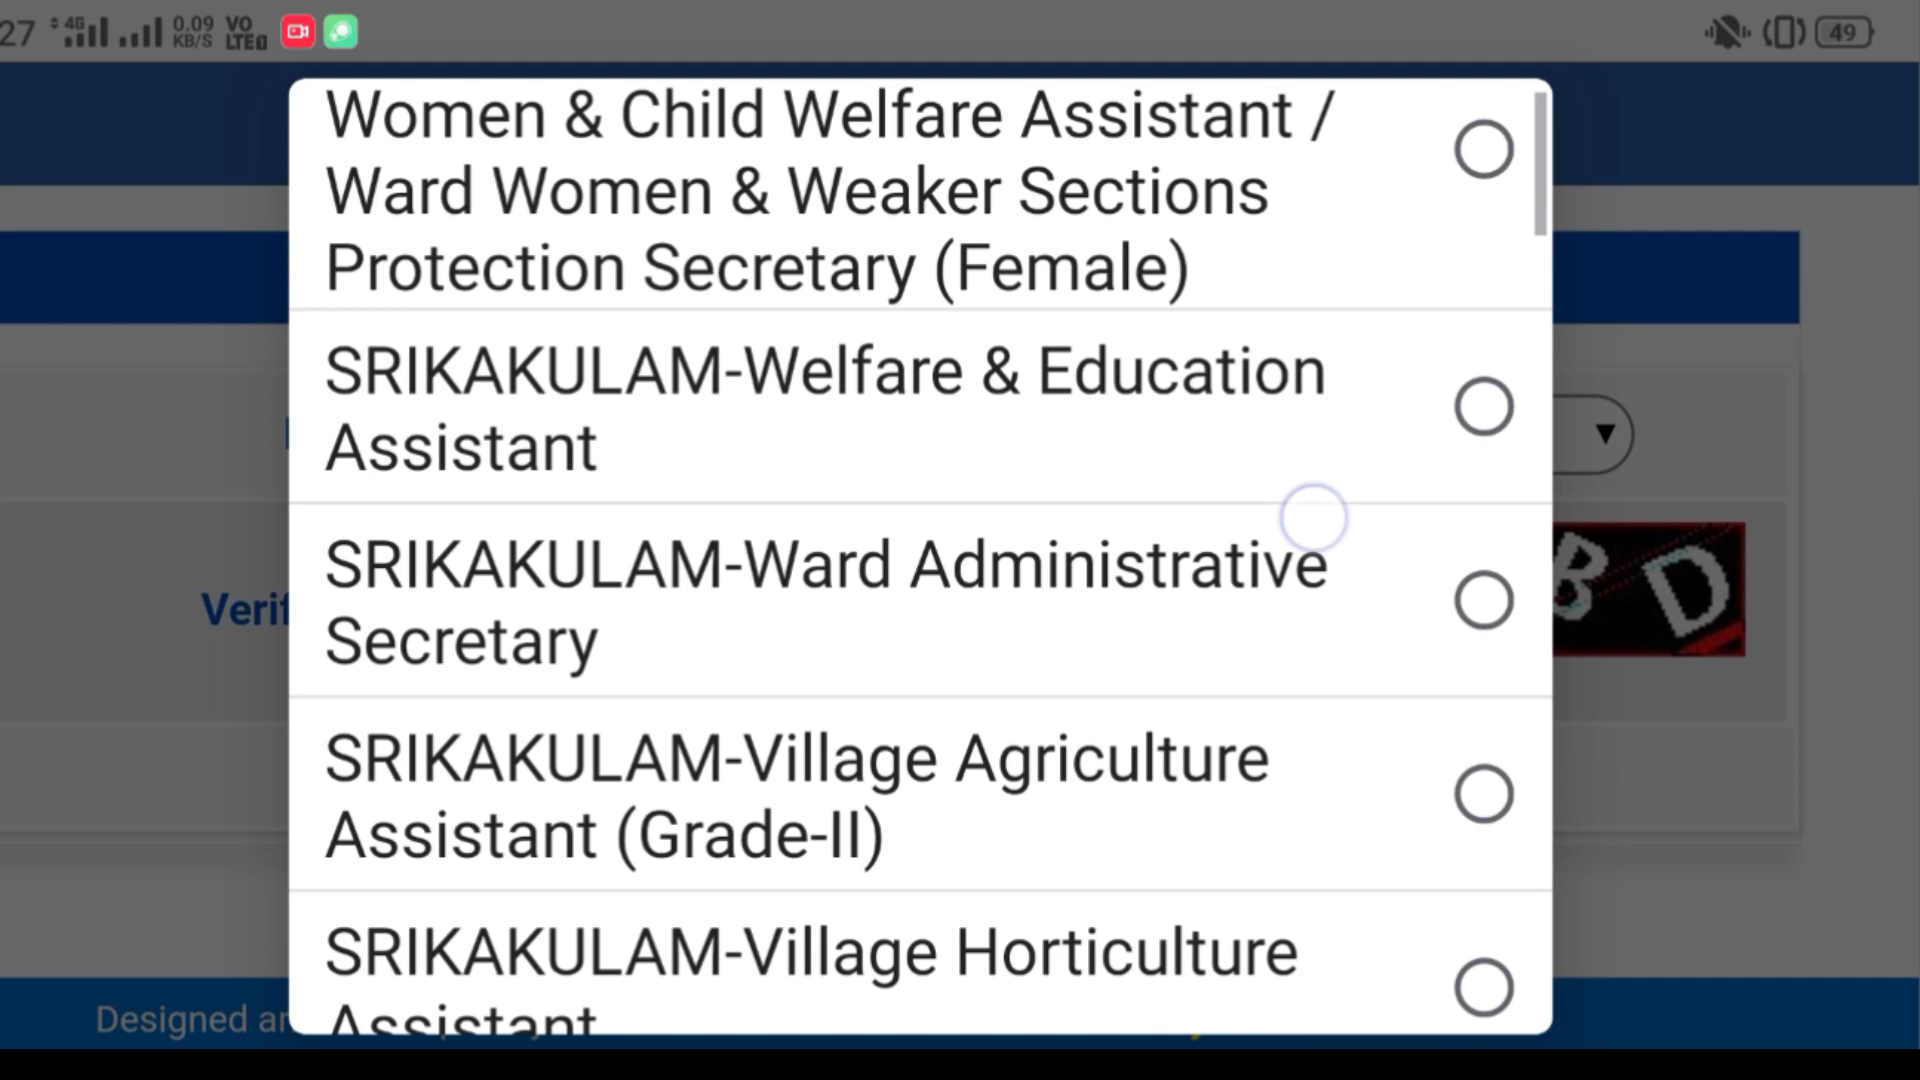 27 4G 0.09 KB/S VO LTE 49
Women & Child Welfare Assistant /
Ward Women & Weaker Sections
Protection Secretary (Female)
SRIKAKULAM-Welfare & Education
Assistant
SRIKAKULAM-Ward Administrative
Secretary
Verif
B D
SRIKAKULAM-Village Agriculture
Assistant (Grade-II)
SRIKAKULAM-Village Horticulture
Assistant
Designed an